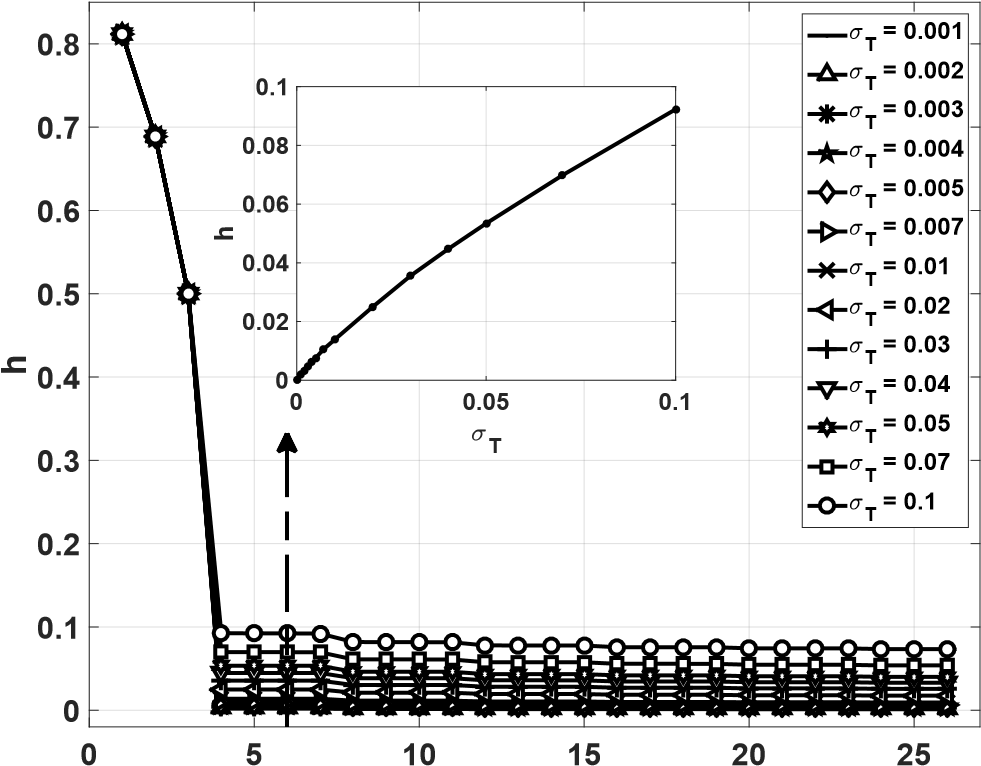 0.8
0.7
0.6
0.5
0.4
0.3
0.2
0.1
0
h
0
5
10
15
20
25
0.1
0.08
0.06
0.04
0.02
0
h
0
0.05
0.1
σT
σT = 0.001
σT = 0.002
σT = 0.003
σT = 0.004
σT = 0.005
σT = 0.007
σT = 0.01
σT = 0.02
σT = 0.03
σT = 0.04
σT = 0.05
σT = 0.07
σT = 0.1